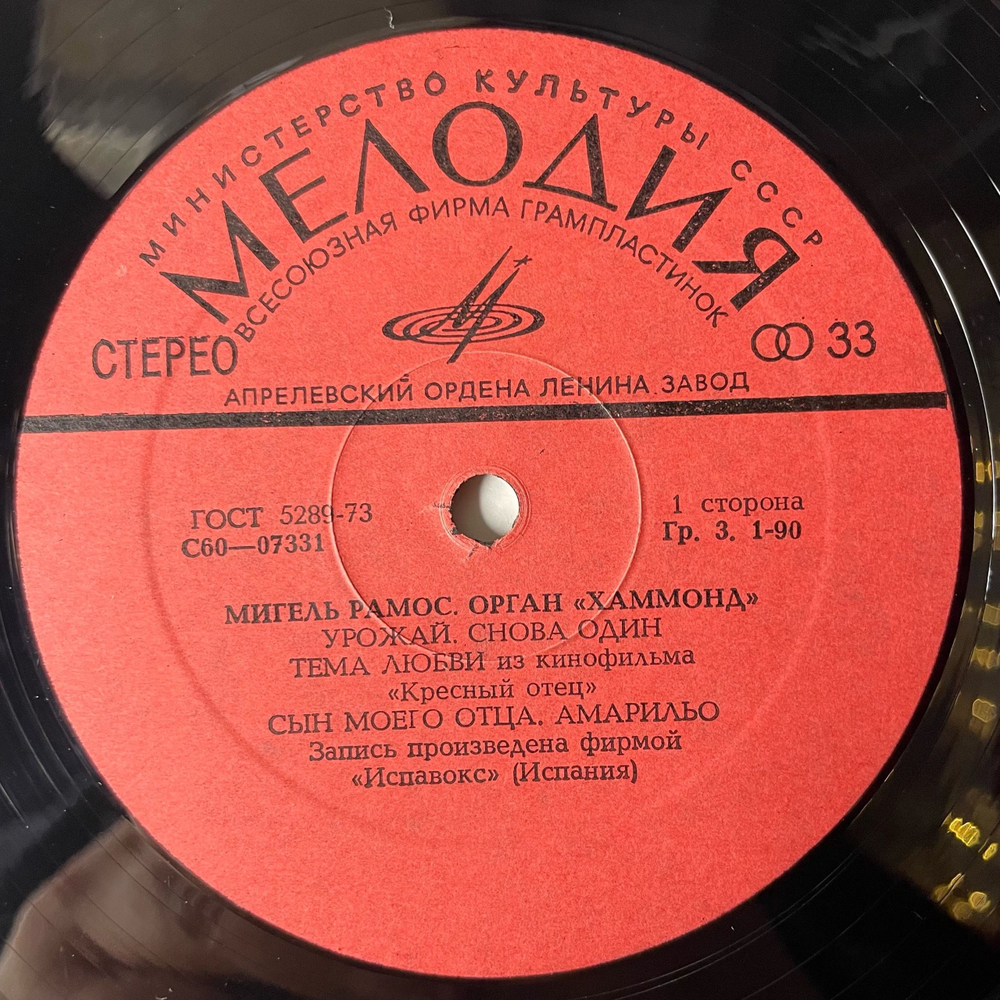 МИНИСТЕРСТВО КУЛЬТУРЫ СССР
МЕЛОДИЯ
ВСЕСОЮЗНАЯ ФИРМА ГРАМПЛАСТИНОК
СТЕРЕО
33
АПРЕЛЕВСКИЙ ОРДЕНА ЛЕНИНА ЗАВОД
ГОСТ 5289-73
С60—07331
1 сторона
Гр. 3. 1-90
МИГЕЛЬ РАМОС. ОРГАН «ХАММОНД»
УРОЖАЙ. СНОВА ОДИН
ТЕМА ЛЮБВИ из кинофильма
«Кресный отец»
СЫН МОЕГО ОТЦА. АМАРИЛЬО
Запись произведена фирмой
«Испавокс» (Испания)